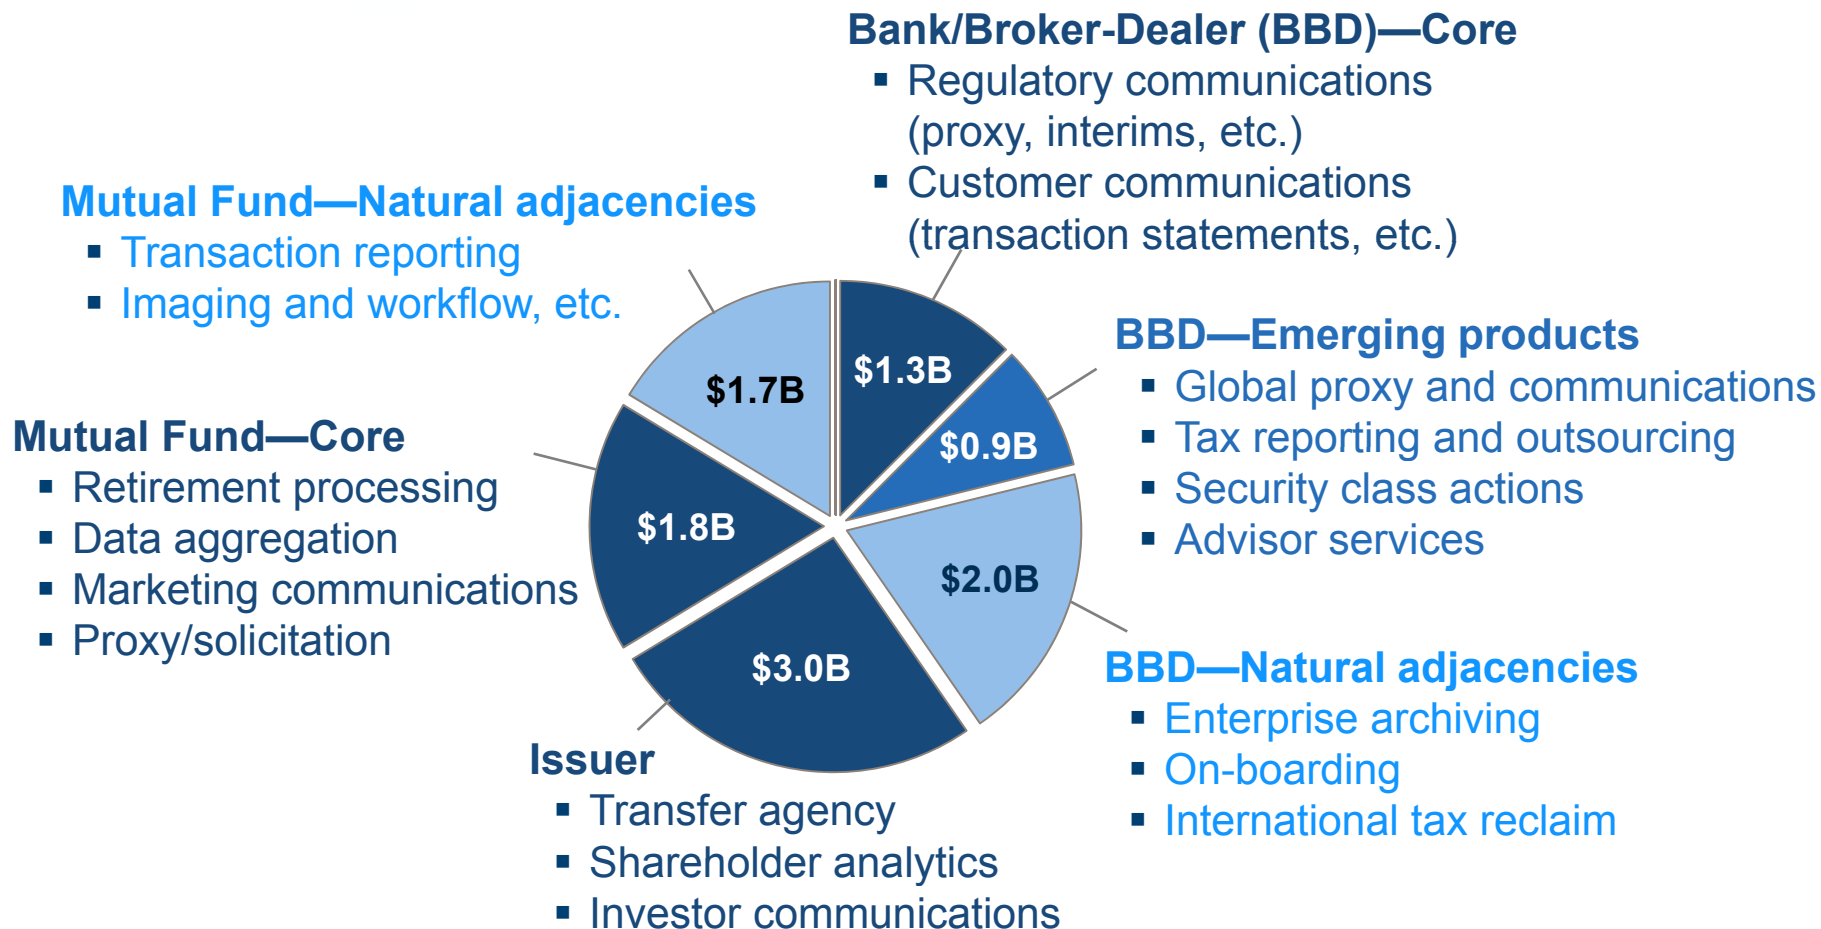 Bank/Broker-Dealer (BBD)—Core
▪ Regulatory communications
(proxy, interims, etc.)
▪ Customer communications
(transaction statements, etc.)
Mutual Fund—Natural adjacencies
▪ Transaction reporting
▪ Imaging and workflow, etc.
BBD—Emerging products
▪ Global proxy and communications
▪ Tax reporting and outsourcing
▪ Security class actions
▪ Advisor services
Mutual Fund—Core
▪ Retirement processing
▪ Data aggregation
▪ Marketing communications
▪ Proxy/solicitation
$1.7B
$1.3B
$0.9B
$1.8B
$2.0B
$3.0B
BBD—Natural adjacencies
▪ Enterprise archiving
▪ On-boarding
▪ International tax reclaim
Issuer
▪ Transfer agency
▪ Shareholder analytics
▪ Investor communications